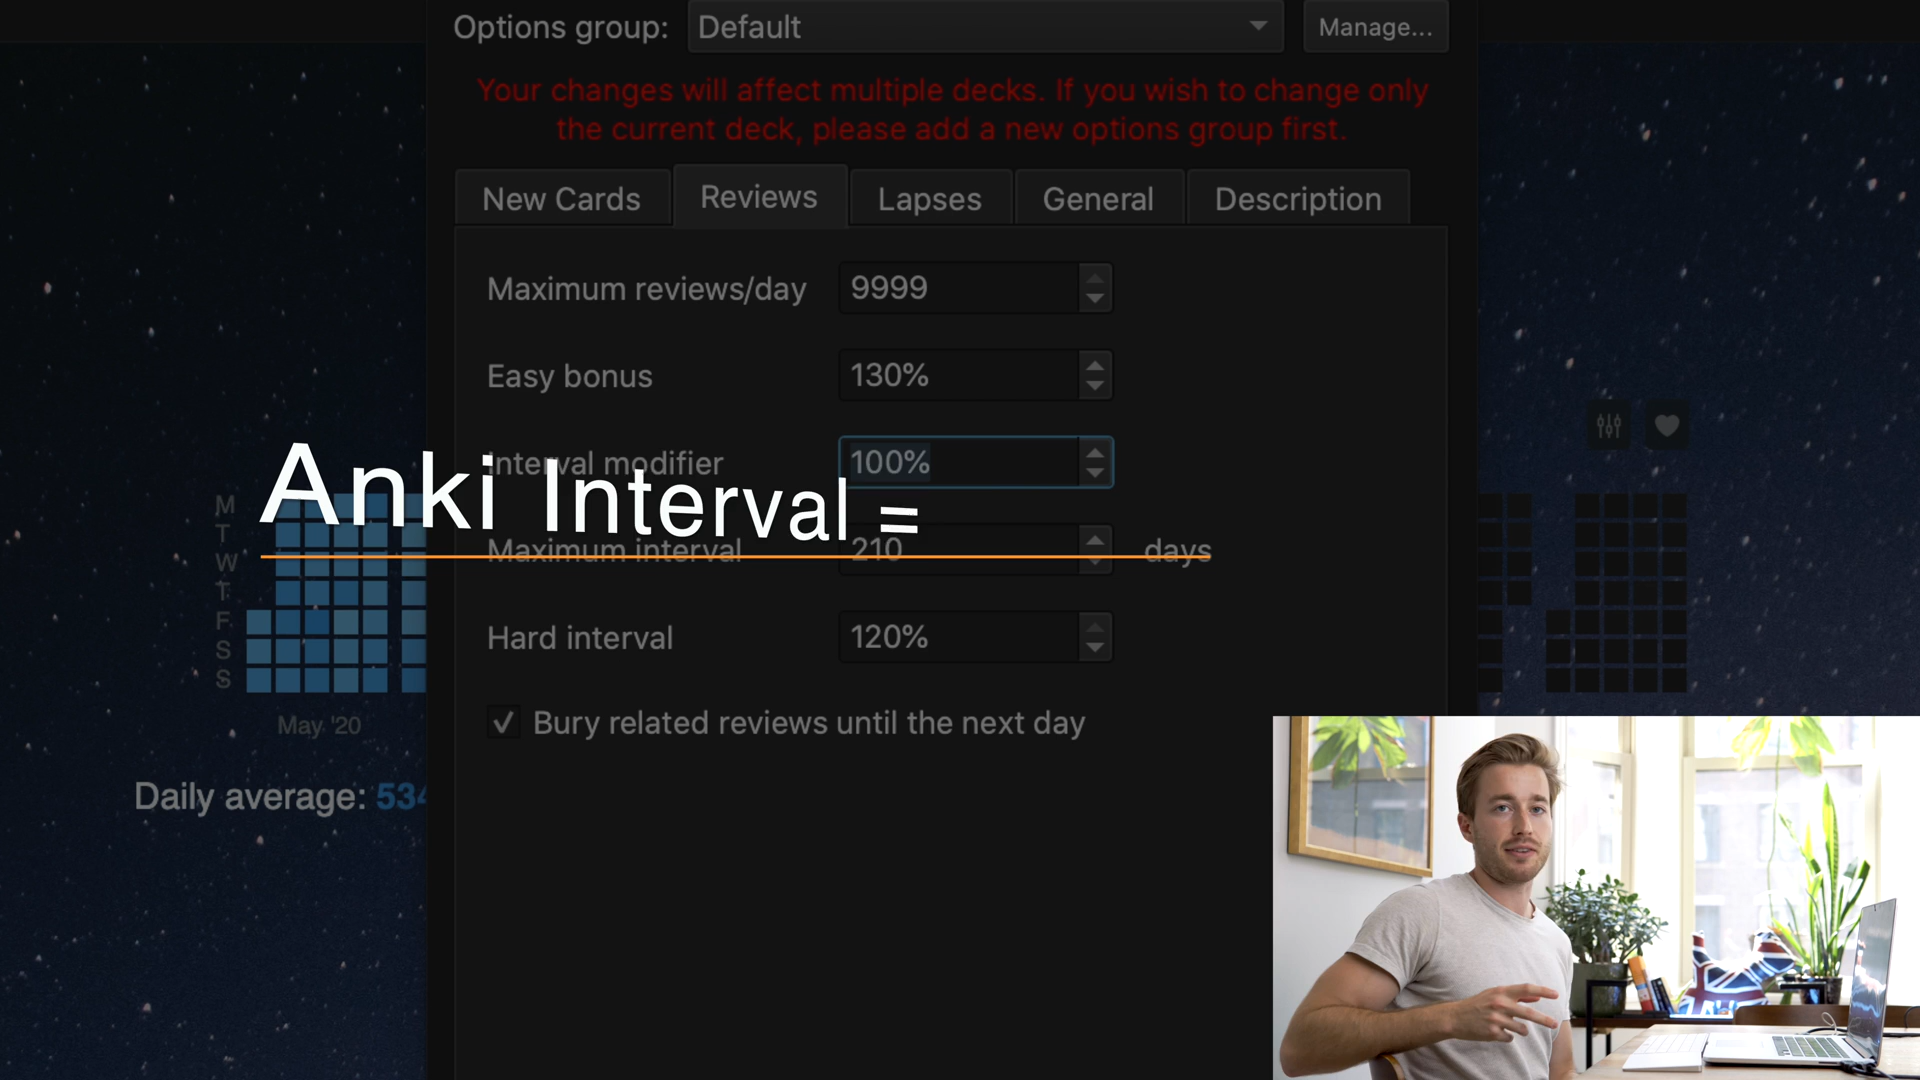 Options group: Default Manage...
Your changes will affect multiple decks. If you wish to change only
the current deck, please add a new options group first.
New Cards Reviews Lapses General Description
Maximum reviews/day 9999
Easy bonus 130%
Interval modifier 100%
Anki Interval =
Maximum interval 210 days
Hard interval 120%
Bury related reviews until the next day
M
T
W
T
F
S
S
May '20
Daily average: 534